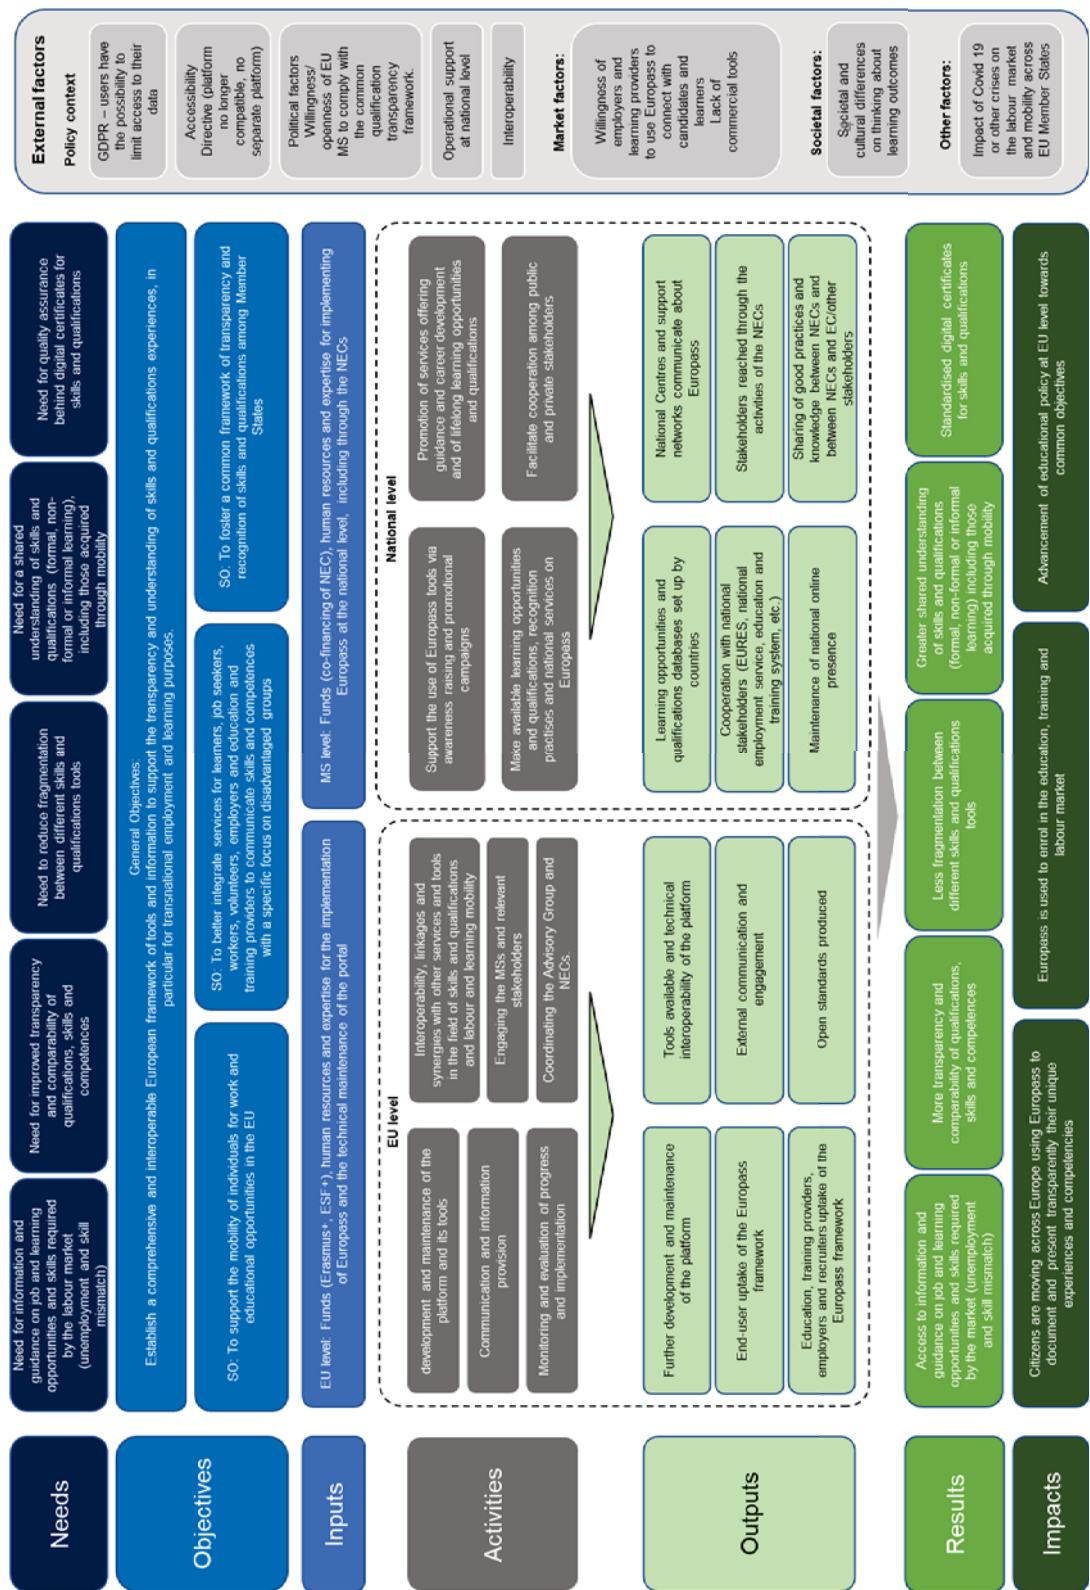 Needs
Need for information and
guidance on job and learning
opportunities and skills required
by the labour market
(unemployment and skill
mismatch)
Need for improved transparency
and comparability of
qualifications, skills and
competences
Need to reduce fragmentation
between different skills and
qualifications tools
Need for a shared
understanding of skills and
qualifications (formal, non-
formal or informal learning),
including those acquired
through mobility
Need for quality assurance
behind digital certificates for
skills and qualifications
Objectives
General Objectives:
Establish a comprehensive and interoperable European framework of tools and information to support the transparency and understanding of skills and qualifications experiences, in
particular for transnational employment and learning purposes.
SO: To support the mobility of individuals for work and
educational opportunities in the EU
SO: To better integrate services for learners, job seekers,
workers, volunteers, employers and education and
training providers to communicate skills and competences
with a specific focus on disadvantaged groups
SO: To foster a common framework of transparency and
recognition of skills and qualifications among Member
States
Inputs
EU level: Funds (Erasmus+, ESF+), human resources and expertise for the implementation
of Europass and the technical maintenance of the portal
MS level: Funds (co-financing of NEC), human resources and expertise for implementing
Europass at the national level, including through the NECs
Activities
EU level
development and maintenance of the
platform and its tools
Communication and information
provision
Monitoring and evaluation of progress
and implementation
Interoperability, linkages and
synergies with other services and tools
in the field of skills and qualifications
and labour and learning mobility
Engaging the MSs and relevant
stakeholders
Coordinating the Advisory Group and
NECs.
National level
Support the use of Europass tools via
awareness raising and promotional
campaigns
Make available learning opportunities
and qualifications, recognition
practises and national services on
Europass
Promotion of services offering
guidance and career development
and of lifelong learning opportunities
and qualifications
Facilitate cooperation among public
and private stakeholders
Outputs
Further development and maintenance
of the platform
End-user uptake of the Europass
framework
Education, training providers,
employers and recruiters uptake of the
Europass framework
Tools available and technical
interoperability of the platform
External communication and
engagement
Open standards produced
Learning opportunities and
qualifications databases set up by
countries
Cooperation with national
stakeholders (EURES, national
employment service, education and
training system, etc.)
Maintenance of national online
presence
National Centres and support
networks communicate about
Europass
Stakeholders reached through the
activities of the NECs
Sharing of good practices and
knowledge between NECs and
between NECs and EC/other
stakeholders
Results
Access to information and
guidance on job and learning
opportunities and skills required
by the market (unemployment
and skill mismatch)
More transparency and
comparability of qualifications,
skills and competences
Less fragmentation between
different skills and qualifications
tools
Greater shared understanding
of skills and qualifications
(formal, non-formal or informal
learning) including those
acquired through mobility
Standardised digital certificates
for skills and qualifications
Impacts
Citizens are moving across Europe using Europass to
document and present transparently their unique
experiences and competencies
Europass is used to enrol in the education, training and
labour market
Advancement of educational policy at EU level towards
common objectives
External factors
Policy context
GDPR – users have
the possibility to
limit access to their
data
Accessibility
Directive (platform
no longer
compatible, no
separate platform)
Political factors
Willingness/
openness of EU
MS to comply with
the common
qualification
transparency
framework.
Operational support
at national level
Interoperability
Market factors:
Willingness of
employers and
learning providers
to use Europass to
connect with
candidates and
learners
Lack of
commercial tools
Societal factors:
Societal and
cultural differences
on thinking about
learning outcomes
Other factors:
Impact of Covid 19
or other crises on
the labour market
and mobility across
EU Member States